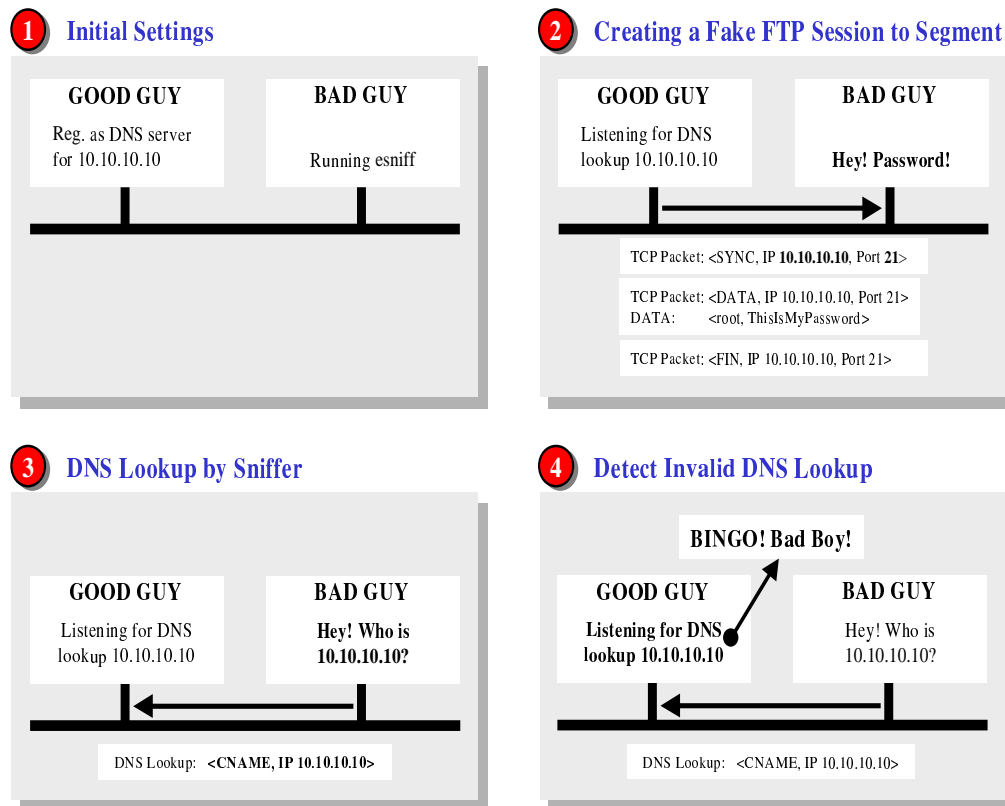 1 Initial Settings
GOOD GUY
Reg. as DNS server
for 10.10.10.10
BAD GUY
Running esniff
2 Creating a Fake FTP Session to Segment
GOOD GUY
Listening for DNS
lookup 10.10.10.10
BAD GUY
Hey! Password!
TCP Packet: <SYNC, IP 10.10.10.10, Port 21>
TCP Packet: <DATA, IP 10.10.10.10, Port 21>
DATA: <root, ThisIsMyPassword>
TCP Packet: <FIN, IP 10.10.10.10, Port 21>
3 DNS Lookup by Sniffer
GOOD GUY
Listening for DNS
lookup 10.10.10.10
BAD GUY
Hey! Who is
10.10.10.10?
DNS Lookup: <CNAME, IP 10.10.10.10>
4 Detect Invalid DNS Lookup
BINGO! Bad Boy!
GOOD GUY
Listening for DNS
lookup 10.10.10.10
BAD GUY
Hey! Who is
10.10.10.10?
DNS Lookup: <CNAME, IP 10.10.10.10>